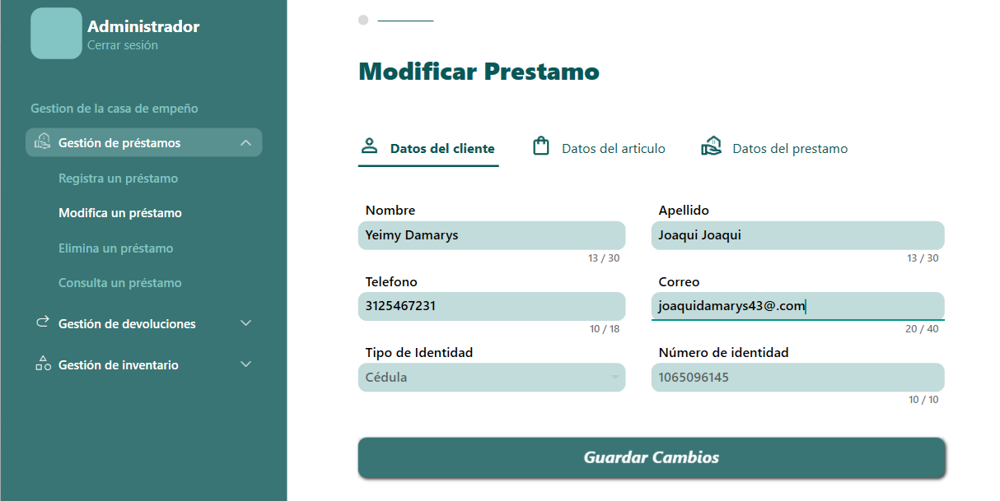 Administrador
Cerrar sesión
Gestion de la casa de empeño
Gestión de préstamos
Registra un préstamo
Modifica un préstamo
Elimina un préstamo
Consulta un préstamo
Gestión de devoluciones
Gestión de inventario
Modificar Prestamo
Datos del cliente
Datos del articulo
Datos del prestamo
Nombre
Yeimy Damarys
13 / 30
Apellido
Joaqui Joaqui
13 / 30
Telefono
3125467231
10 / 18
Correo
joaquidamarys43@.com
20 / 40
Tipo de Identidad
Cédula
Número de identidad
1065096145
10 / 10
Guardar Cambios